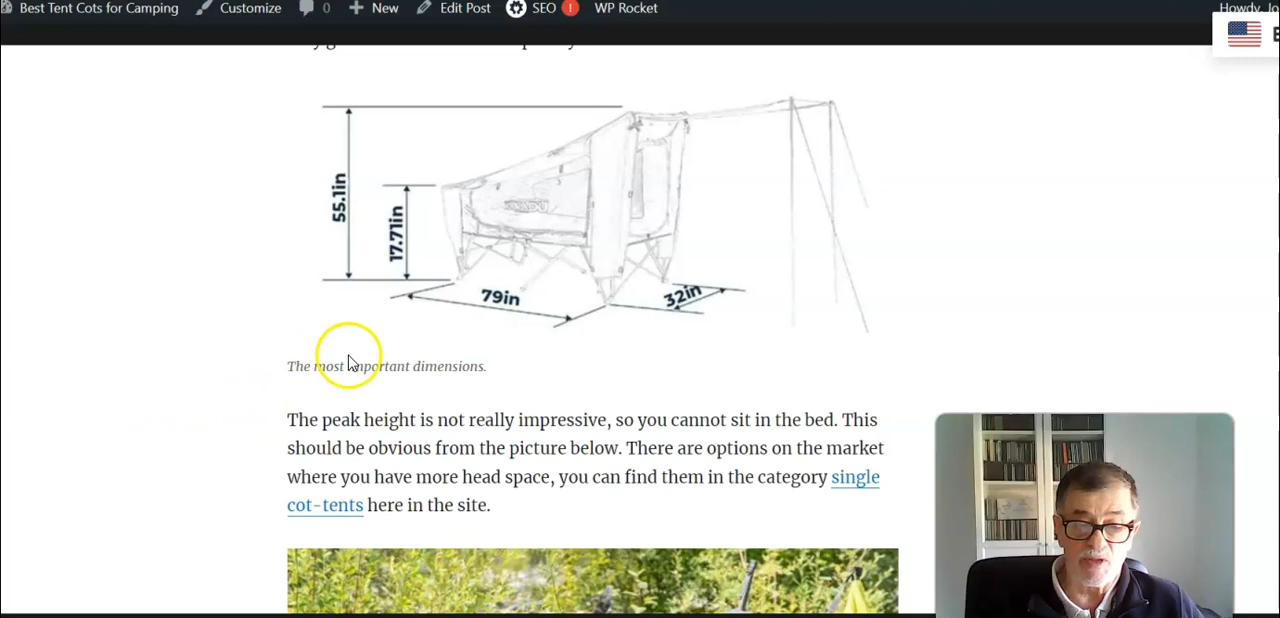 Best Tent Cots for Camping Customize 0 New Edit Post SEO ! WP Rocket Howdy, Jo
55.1in
17.71in
79in
32in
The most important dimensions.
The peak height is not really impressive, so you cannot sit in the bed. This
should be obvious from the picture below. There are options on the market
where you have more head space, you can find them in the category single
cot-tents here in the site.